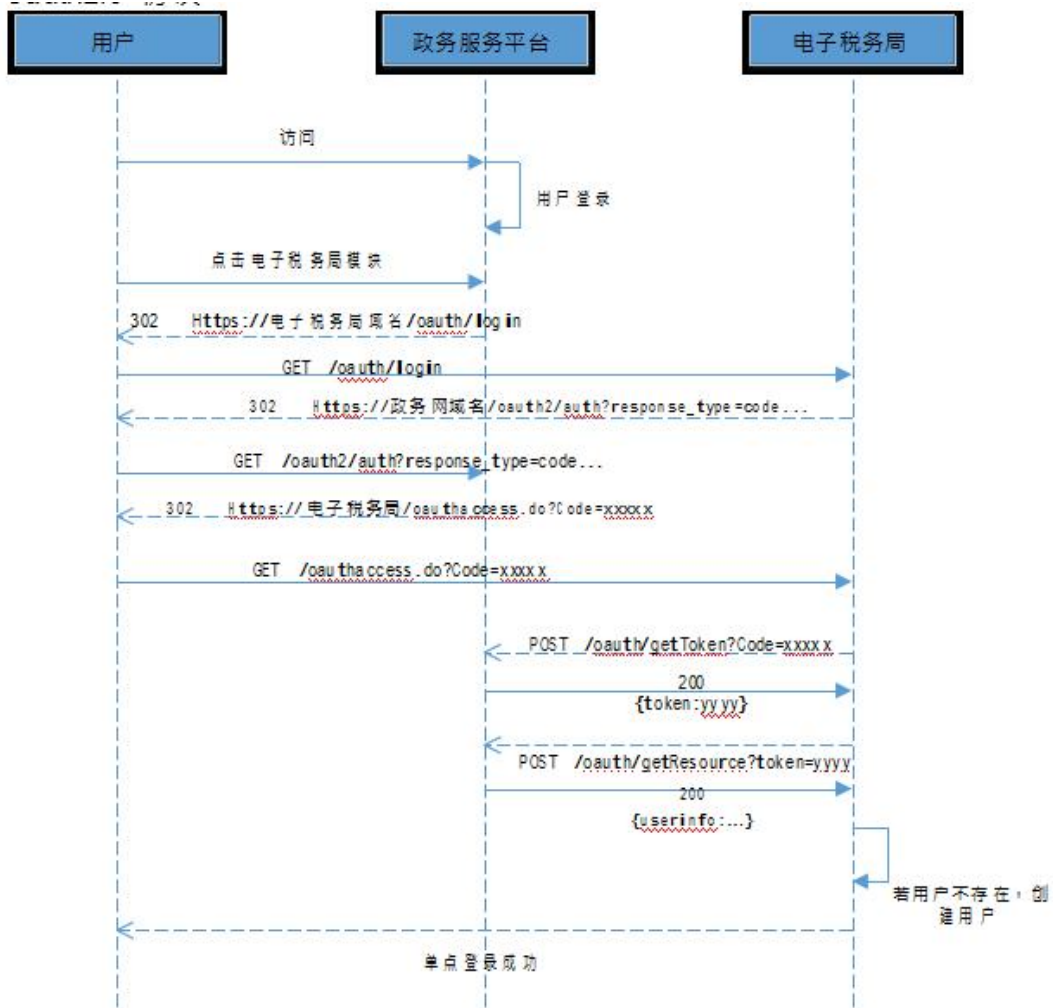 用户
政务服务平台
电子税务局
访问
用户登录
点击电子税务局模块
302 Https://电子税务局域名/oauth/login
GET /oauth/login
302 Https://政务网域名/oauth2/auth?response_type=code...
GET /oauth2/auth?response_type=code...
302 Https://电子税务局/oauthaccess.do?Code=xxxxx
GET /oauthaccess.do?Code=xxxxx
POST /oauth/getToken?Code=xxxxx
200
{token:yyyy}
POST /oauth/getResource?token=yyyy
200
{userinfo:...}
若用户不存在，创
建用户
单点登录成功